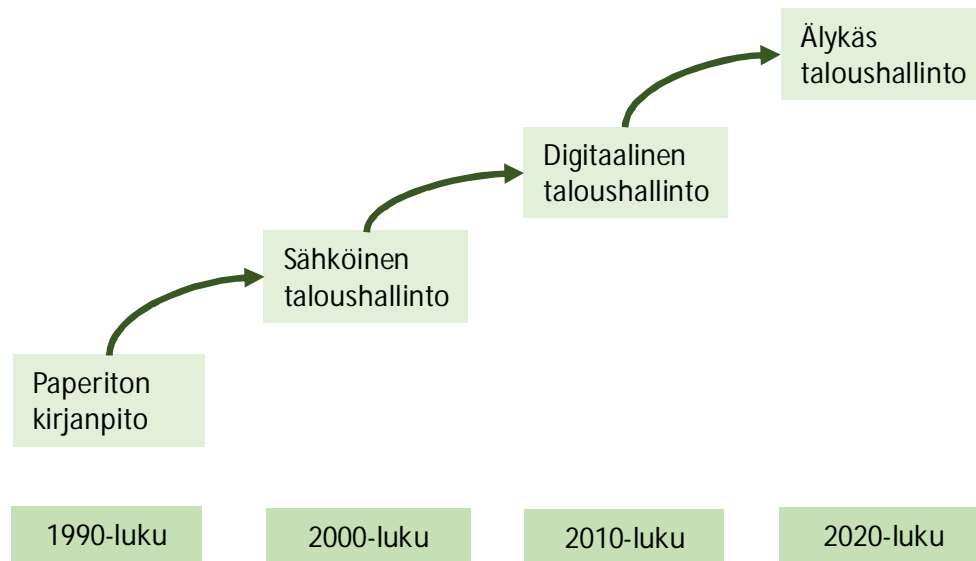 Älykäs
taloushallinto
Digitaalinen
taloushallinto
Sähköinen
taloushallinto
Paperiton
kirjanpito
1990-luku
2000-luku
2010-luku
2020-luku